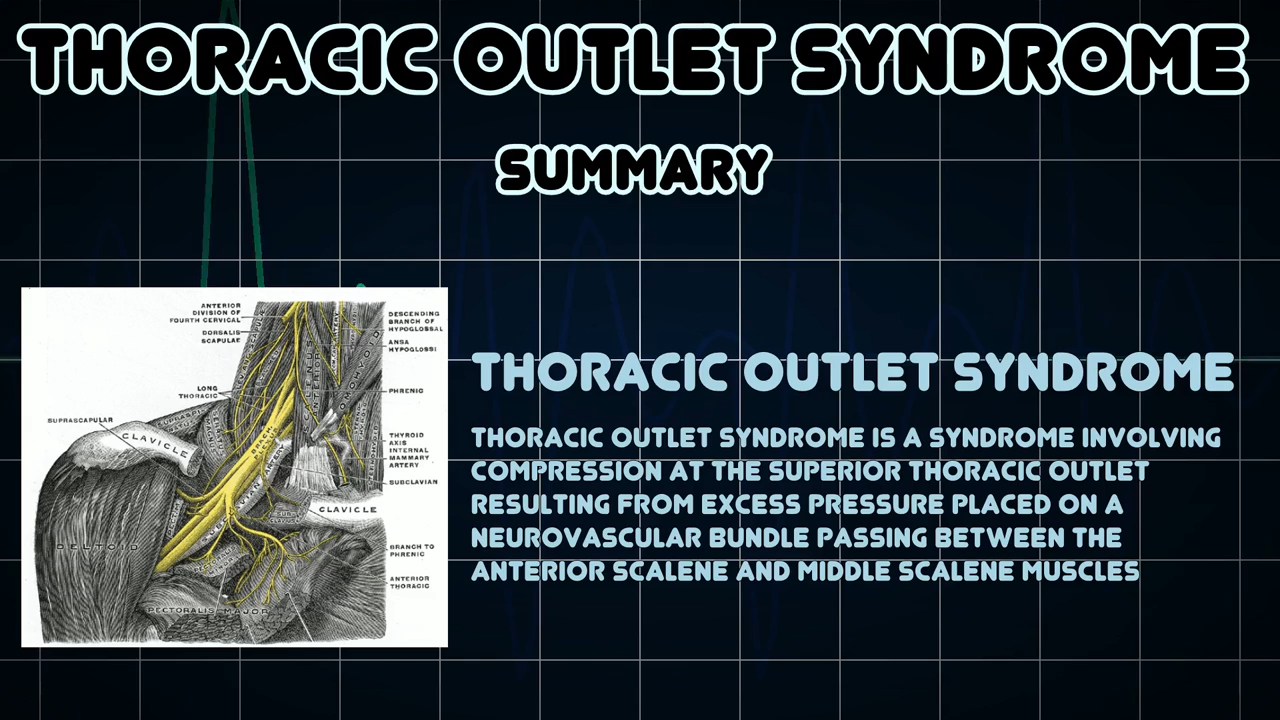 THORACIC OUTLET SYNDROME
SUMMARY
ANTERIOR
DIVISION OF
FOURTH CERVICAL
DORSALIS
SCAPULAE
LONG
THORACIC
SUPRASCAPULAR
CLAVICLE
DELTOID
PECTORALIS MAJOR
DESCENDING
BRANCH OF
HYPOGLOSSAL
ANSA
HYPOGLOSSI
PHRENIC
THYROID
AXIS
INTERNAL
MAMMARY
ARTERY
SUBCLAVIAN
CLAVICLE
BRANCH TO
PHRENIC
ANTERIOR
THORACIC
THORACIC OUTLET SYNDROME
THORACIC OUTLET SYNDROME IS A SYNDROME INVOLVING
COMPRESSION AT THE SUPERIOR THORACIC OUTLET
RESULTING FROM EXCESS PRESSURE PLACED ON A
NEUROVASCULAR BUNDLE PASSING BETWEEN THE
ANTERIOR SCALENE AND MIDDLE SCALENE MUSCLES